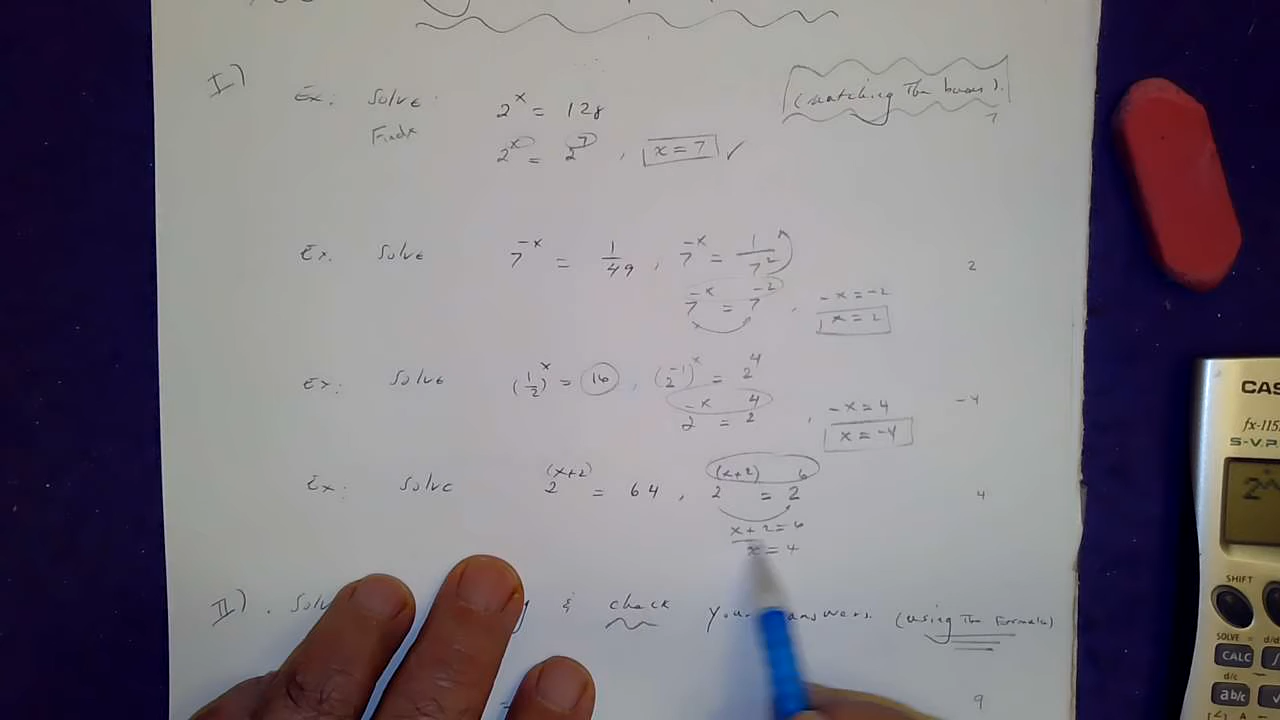 I)
Ex: Solve: 2^x = 128 (matching The bases).
Find x
2^x = 2^7 , x = 7 ✓ 7
Ex. Solve 7^-x = 1/49 , 7^-x = 1/7^2 2
7^-x = 7^-2 , -x = -2
x = 2
Ex: Solve (1/2)^x = 16 , (2^-1)^x = 2^4
2^-x = 2^4 , -x = 4 -4
x = -4
Ex: Solve 2^(x+2) = 64 , 2^(x+2) = 2^6 4
x + 2 = 6
x = 4
II). & check answers. (using The Formula)
9
CAS
fx-115
S-V.P.
2^
SHIFT
SOLVE =
CALC
d/c
ab/c